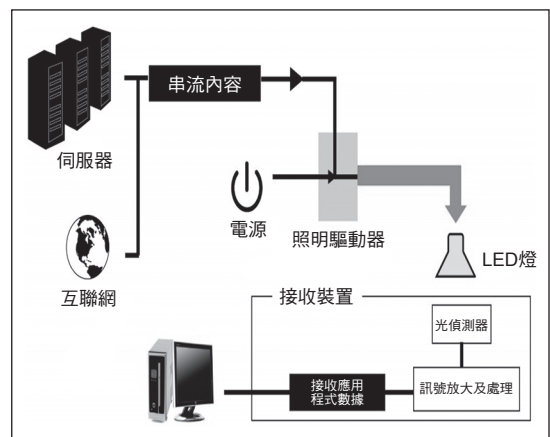 串流內容
伺服器
電源
照明驅動器
LED燈
互聯網
接收裝置
光偵測器
接收應用
程式數據
訊號放大及處理